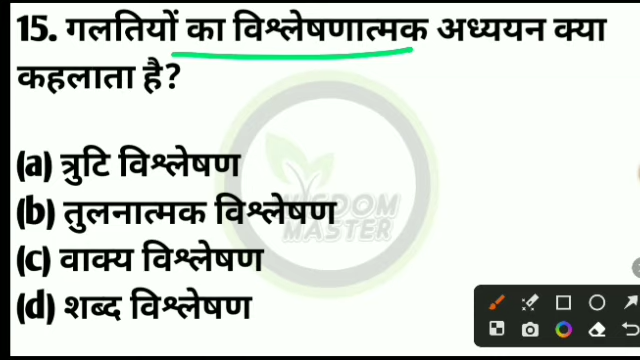 15. गलतियों का विश्लेषणात्मक अध्ययन क्या
कहलाता है?
(a) त्रुटि विश्लेषण
(b) तुलनात्मक विश्लेषण
WISDOM
MASTER
(c) वाक्य विश्लेषण
(d) शब्द विश्लेषण